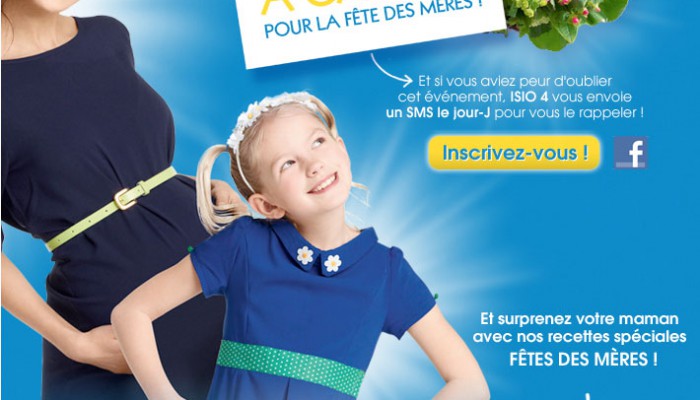 POUR LA FÊTE DES MÈRES !
Et si vous aviez peur d'oublier
cet événement, ISIO 4 vous envoie
un SMS le jour-J pour vous le rappeler !
Inscrivez-vous !
f
Et surprenez votre maman
avec nos recettes spéciales
FÊTES DES MÈRES !